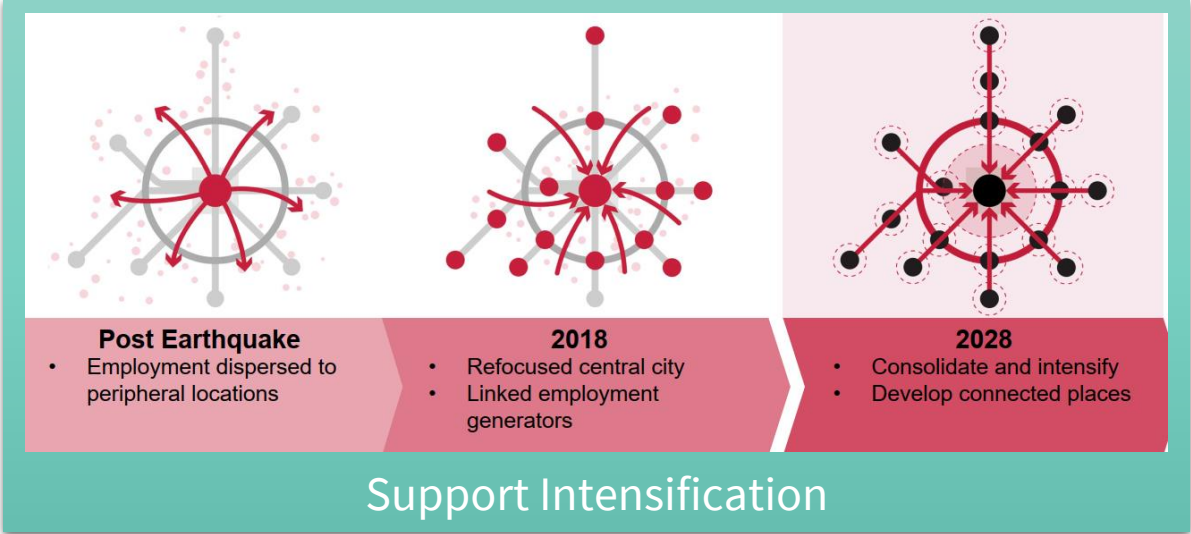 Post Earthquake
• Employment dispersed to
peripheral locations
2018
• Refocused central city
• Linked employment
generators
2028
• Consolidate and intensify
• Develop connected places
Support Intensification